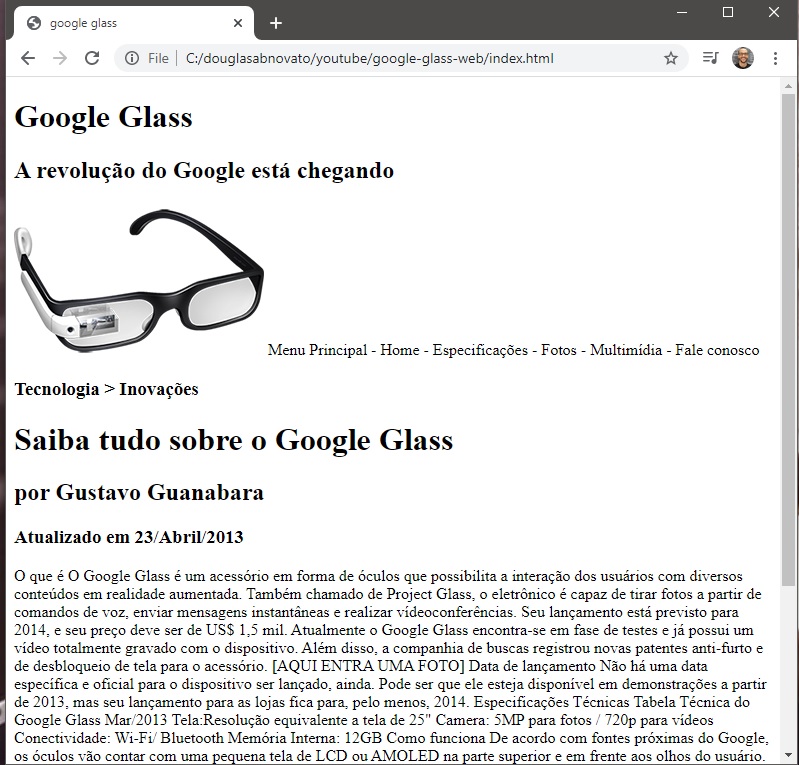 google glass
File
C:/douglasabnovato/youtube/google-glass-web/index.html
Google Glass
A revolução do Google está chegando
Menu Principal - Home - Especificações - Fotos - Multimídia - Fale conosco
Tecnologia > Inovações
Saiba tudo sobre o Google Glass
por Gustavo Guanabara
Atualizado em 23/Abril/2013
O que é O Google Glass é um acessório em forma de óculos que possibilita a interação dos usuários com diversos
conteúdos em realidade aumentada. Também chamado de Project Glass, o eletrônico é capaz de tirar fotos a partir de
comandos de voz, enviar mensagens instantâneas e realizar vídeoconferências. Seu lançamento está previsto para
2014, e seu preço deve ser de US$ 1,5 mil. Atualmente o Google Glass encontra-se em fase de testes e já possui um
vídeo totalmente gravado com o dispositivo. Além disso, a companhia de buscas registrou novas patentes anti-furto e
de desbloqueio de tela para o acessório. [AQUI ENTRA UMA FOTO] Data de lançamento Não há uma data
específica e oficial para o dispositivo ser lançado, ainda. Pode ser que ele esteja disponível em demonstrações a partir
de 2013, mas seu lançamento para as lojas fica para, pelo menos, 2014. Especificações Técnicas Tabela Técnica do
Google Glass Mar/2013 Tela:Resolução equivalente a tela de 25" Camera: 5MP para fotos / 720p para vídeos
Conectividade: Wi-Fi/ Bluetooth Memória Interna: 12GB Como funciona De acordo com fontes próximas do Google,
os óculos vão contar com uma pequena tela de LCD ou AMOLED na parte superior e em frente aos olhos do usuário.